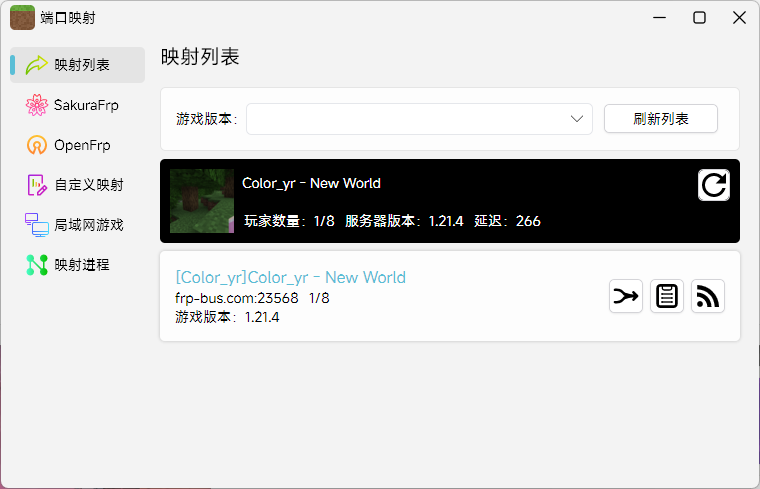 端口映射
映射列表
SakuraFrp
OpenFrp
自定义映射
局域网游戏
映射进程
映射列表
游戏版本：
刷新列表
Color_yr - New World
玩家数量：1/8 服务器版本：1.21.4 延迟：266
[Color_yr]Color_yr - New World
frp-bus.com:23568 1/8
游戏版本：1.21.4